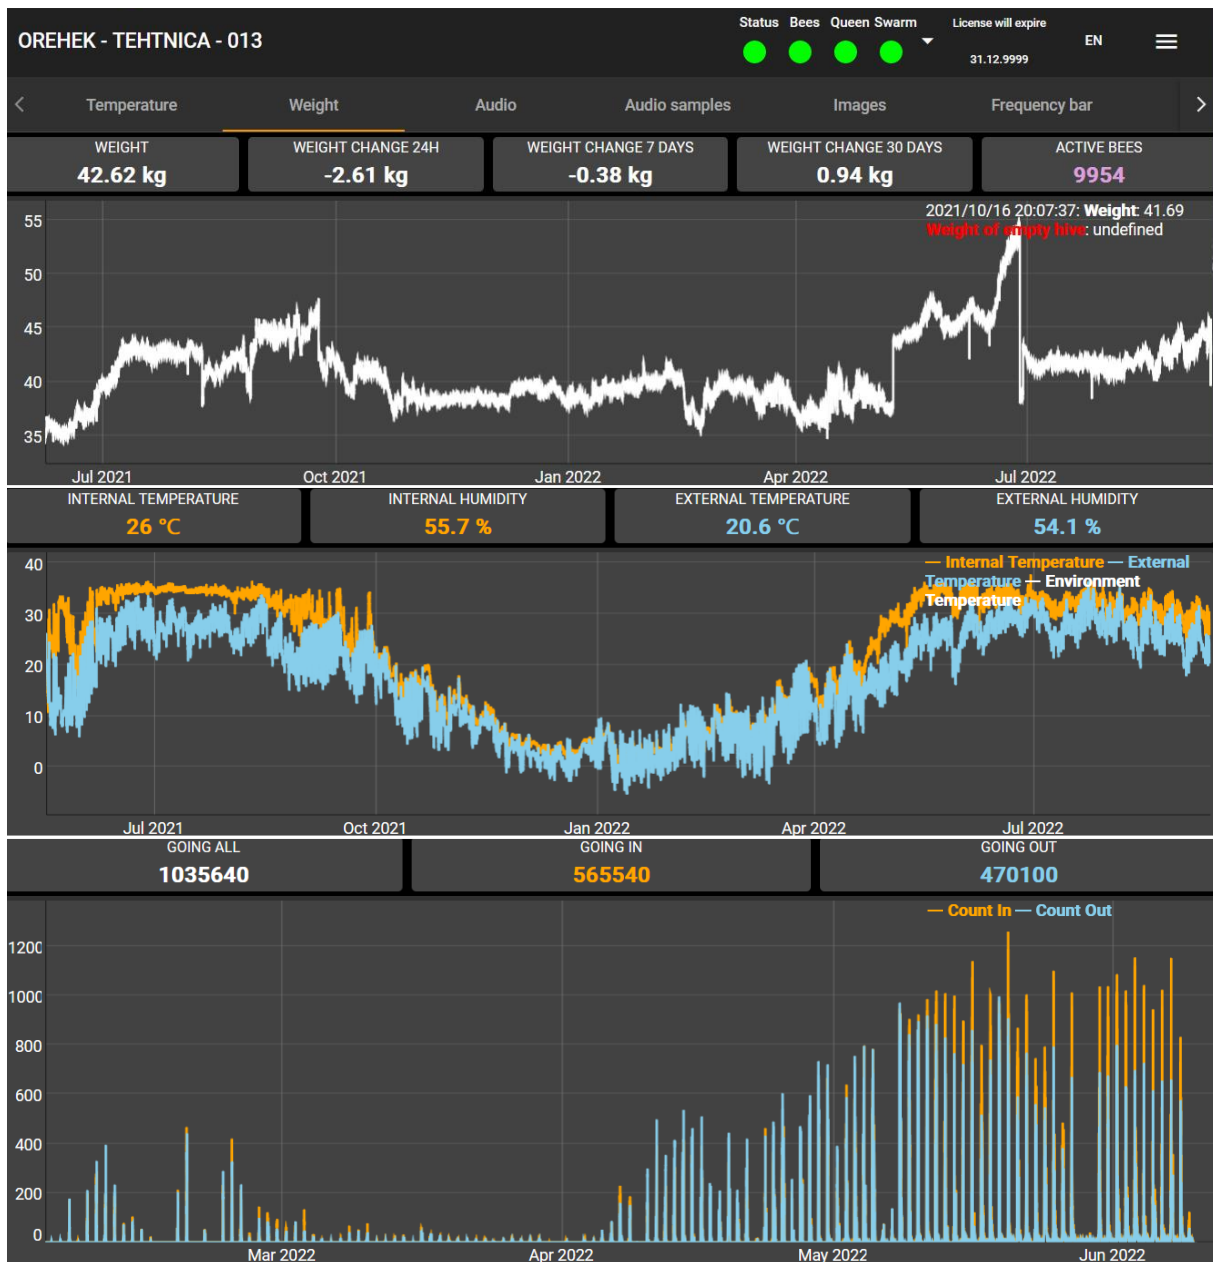 Status Bees Queen Swarm License will expire
OREHEK - TEHTNICA - 013 EN
31.12.9999
Temperature Weight Audio Audio samples Images Frequency bar
WEIGHT WEIGHT CHANGE 24H WEIGHT CHANGE 7 DAYS WEIGHT CHANGE 30 DAYS ACTIVE BEES
42.62 kg -2.61 kg -0.38 kg 0.94 kg 9954
2021/10/16 20:07:37: Weight: 41.69
Weight of empty hive: undefined
55
50
45
40
35
Jul 2021 Oct 2021 Jan 2022 Apr 2022 Jul 2022
INTERNAL TEMPERATURE INTERNAL HUMIDITY EXTERNAL TEMPERATURE EXTERNAL HUMIDITY
26 °C 55.7 % 20.6 °C 54.1 %
— Internal Temperature — External
Temperature — Environment
Temperature
40
30
20
10
0
Jul 2021 Oct 2021 Jan 2022 Apr 2022 Jul 2022
GOING ALL GOING IN GOING OUT
1035640 565540 470100
— Count In — Count Out
1200
1000
800
600
400
200
0
Mar 2022 Apr 2022 May 2022 Jun 2022